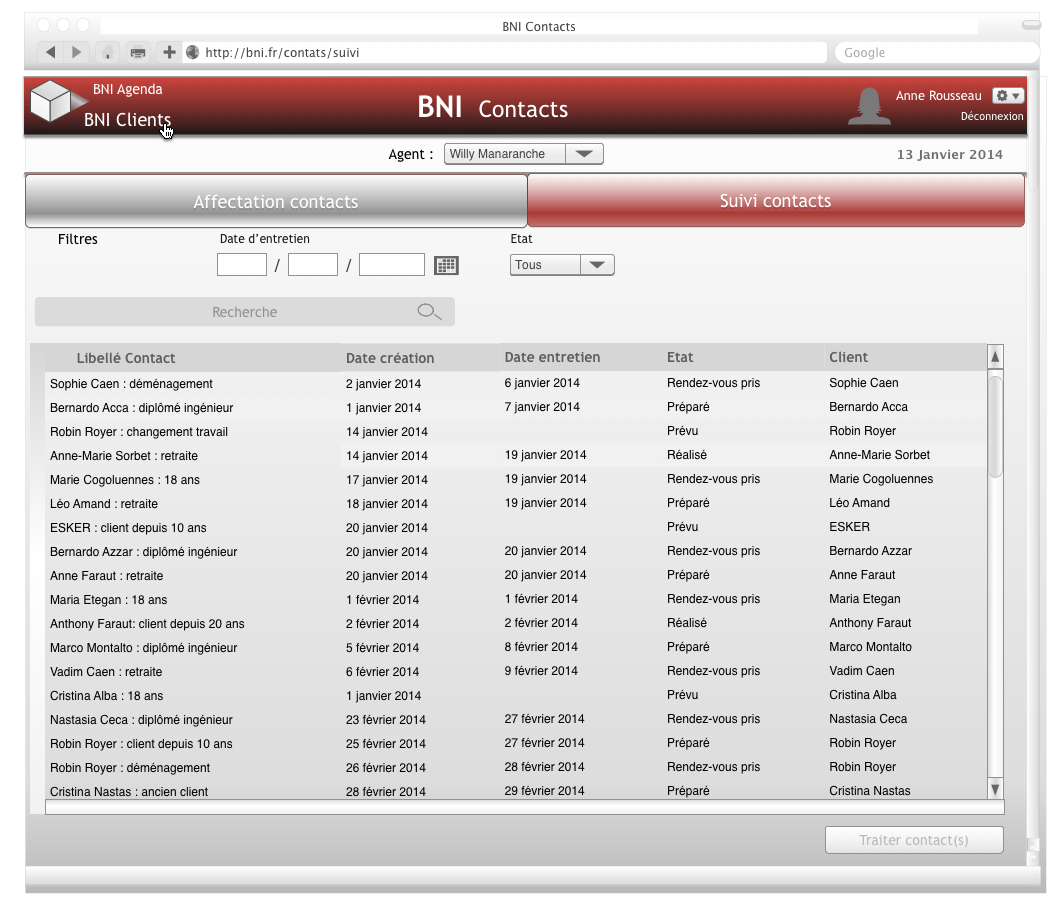 BNI Contacts
http://bni.fr/contats/suivi
Google
BNI Agenda
BNI Clients
BNI Contacts
Anne Rousseau
Déconnexion
Agent : Willy Manaranche
13 Janvier 2014
Affectation contacts
Suivi contacts
Filtres Date d'entretien Etat
/ / Tous
Recherche
Libellé Contact Date création Date entretien Etat Client
Sophie Caen : déménagement 2 janvier 2014 6 janvier 2014 Rendez-vous pris Sophie Caen
Bernardo Acca : diplômé ingénieur 1 janvier 2014 7 janvier 2014 Préparé Bernardo Acca
Robin Royer : changement travail 14 janvier 2014 Prévu Robin Royer
Anne-Marie Sorbet : retraite 14 janvier 2014 19 janvier 2014 Réalisé Anne-Marie Sorbet
Marie Cogoluennes : 18 ans 17 janvier 2014 19 janvier 2014 Rendez-vous pris Marie Cogoluennes
Léo Amand : retraite 18 janvier 2014 19 janvier 2014 Préparé Léo Amand
ESKER : client depuis 10 ans 20 janvier 2014 Prévu ESKER
Bernardo Azzar : diplômé ingénieur 20 janvier 2014 20 janvier 2014 Rendez-vous pris Bernardo Azzar
Anne Faraut : retraite 20 janvier 2014 20 janvier 2014 Préparé Anne Faraut
Maria Etegan : 18 ans 1 février 2014 1 février 2014 Rendez-vous pris Maria Etegan
Anthony Faraut: client depuis 20 ans 2 février 2014 2 février 2014 Réalisé Anthony Faraut
Marco Montalto : diplômé ingénieur 5 février 2014 8 février 2014 Préparé Marco Montalto
Vadim Caen : retraite 6 février 2014 9 février 2014 Rendez-vous pris Vadim Caen
Cristina Alba : 18 ans 1 janvier 2014 Prévu Cristina Alba
Nastasia Ceca : diplômé ingénieur 23 février 2014 27 février 2014 Rendez-vous pris Nastasia Ceca
Robin Royer : client depuis 10 ans 25 février 2014 27 février 2014 Préparé Robin Royer
Robin Royer : déménagement 26 février 2014 28 février 2014 Rendez-vous pris Robin Royer
Cristina Nastas : ancien client 28 février 2014 29 février 2014 Préparé Cristina Nastas
Traiter contact(s)